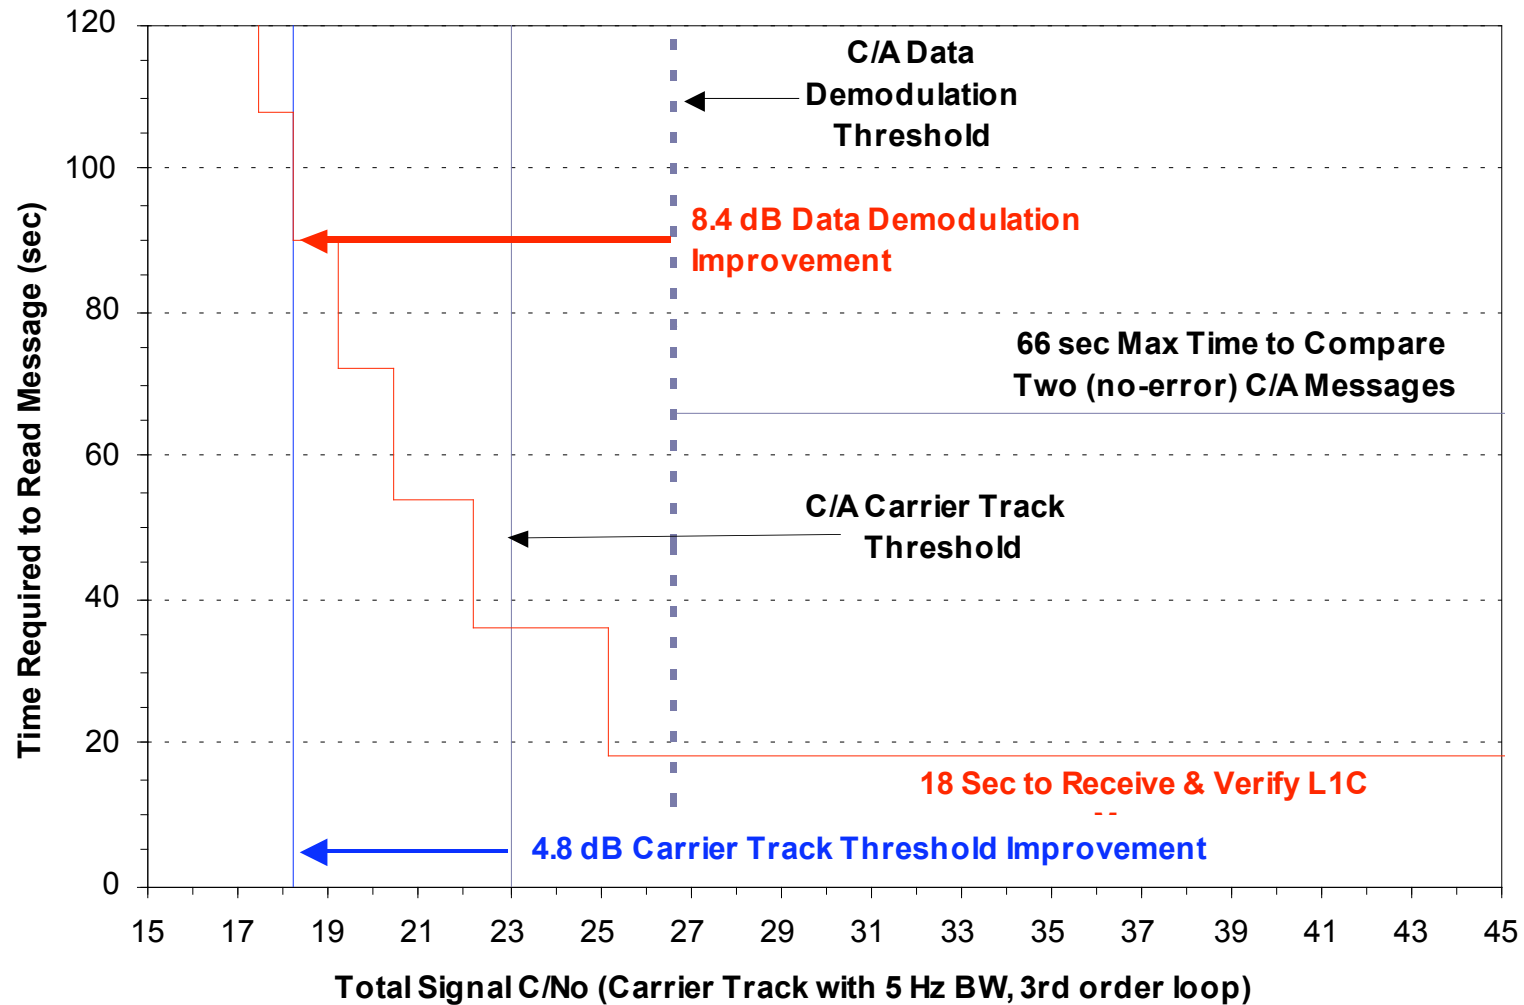 120
100
80
60
40
20
0
Time Required to Read Message (sec)
C/A Data
Demodulation
Threshold
8.4 dB Data Demodulation
Improvement
66 sec Max Time to Compare
Two (no-error) C/A Messages
C/A Carrier Track
Threshold
18 Sec to Receive & Verify L1C
4.8 dB Carrier Track Threshold Improvement
15 17 19 21 23 25 27 29 31 33 35 37 39 41 43 45
Total Signal C/No (Carrier Track with 5 Hz BW, 3rd order loop)